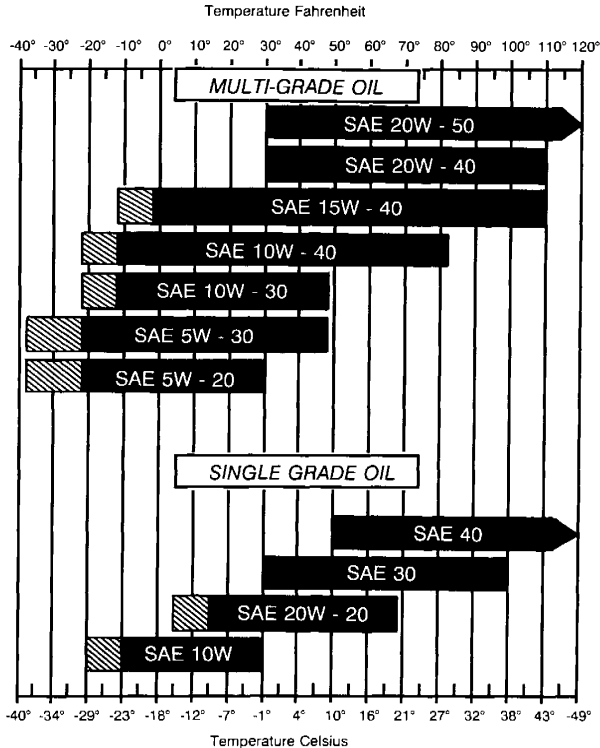 Temperature Fahrenheit
-40° -30° -20° -10° 0° 10° 20° 30° 40° 50° 60° 70° 80° 90° 100° 110° 120°
MULTI-GRADE OIL
SAE 20W - 50
SAE 20W - 40
SAE 15W - 40
SAE 10W - 40
SAE 10W - 30
SAE 5W - 30
SAE 5W - 20
SINGLE GRADE OIL
SAE 40
SAE 30
SAE 20W - 20
SAE 10W
-40° -34° -29° -23° -18° -12° -7° -1° 4° 10° 16° 21° 27° 32° 38° 43° -49°
Temperature Celsius